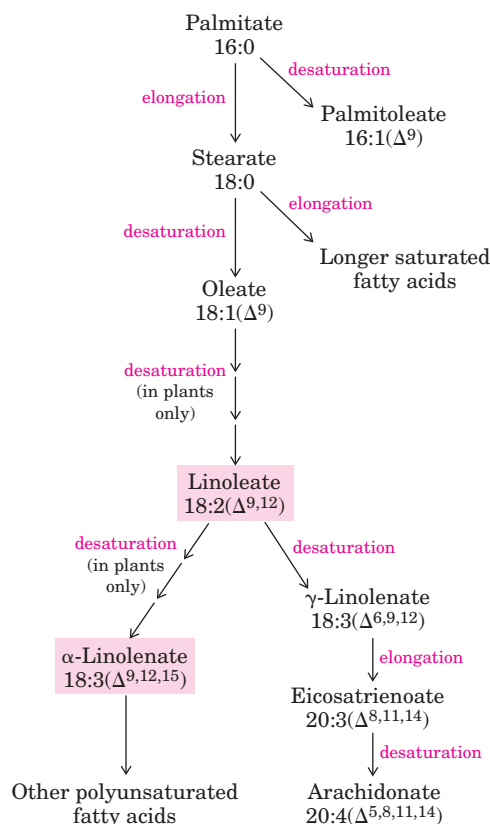 Palmitate
16:0
desaturation
elongation
Palmitoleate
16:1(Δ⁹)
Stearate
18:0
elongation
desaturation
Longer saturated
fatty acids
Oleate
18:1(Δ⁹)
desaturation
(in plants
only)
Linoleate
18:2(Δ⁹,¹²)
desaturation
(in plants
only)
desaturation
γ-Linolenate
18:3(Δ⁶,⁹,¹²)
α-Linolenate
18:3(Δ⁹,¹²,¹⁵)
elongation
Eicosatrienoate
20:3(Δ⁸,¹¹,¹⁴)
desaturation
Other polyunsaturated
fatty acids
Arachidonate
20:4(Δ⁵,⁸,¹¹,¹⁴)